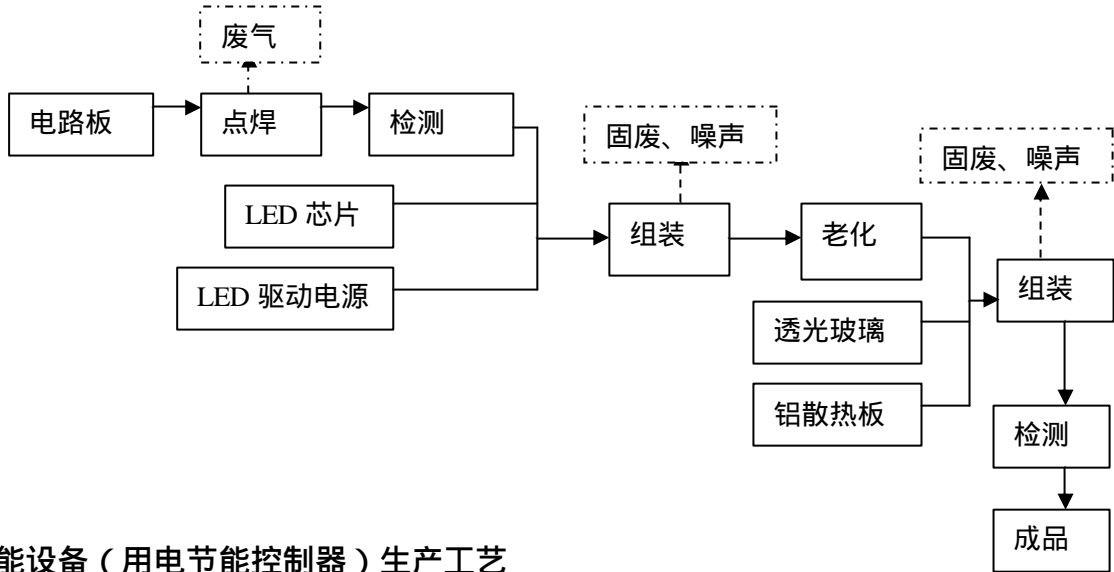 废气
电路板
点焊
检测
固废、噪声
固废、噪声
LED 芯片
组装
老化
LED 驱动电源
组装
透光玻璃
铝散热板
检测
成品
能设备（用电节能控制器）生产工艺